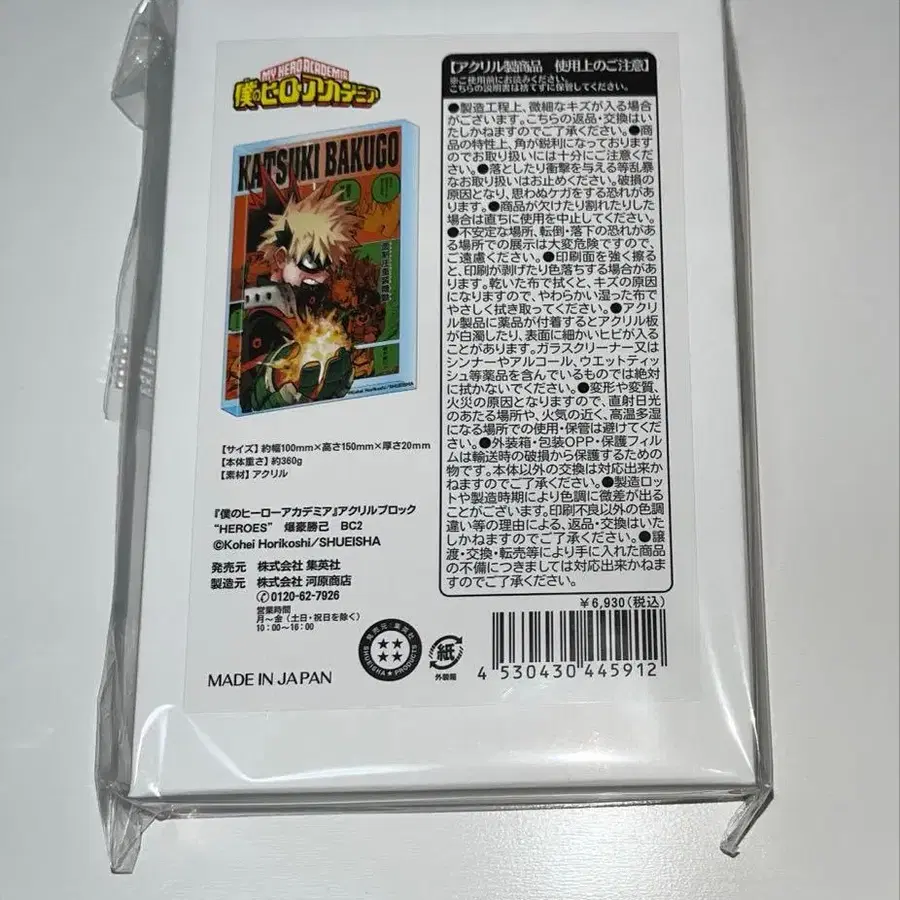 MY HERO ACADEMIA
僕のヒーローアカデミア
KATSUKI BAKUGO
©Kohei Horikoshi/SHUEISHA
【サイズ】約幅100mm×高さ150mm×厚さ20mm
【本体重さ】約360g
【素材】アクリル
『僕のヒーローアカデミア』アクリルブロック
“HEROES” 爆豪勝己 BC2
©Kohei Horikoshi/SHUEISHA
発売元 株式会社 集英社
製造元 株式会社 河原商店
✆0120-62-7926
営業時間
月～金（土日・祝日を除く）
10：00～16：00
MADE IN JAPAN
発売元・集英社
SHUEISHA★PRODUCTS
紙
外装箱
【アクリル製商品 使用上のご注意】
※ご使用前にお読みください。
こちらの説明書は捨てずに保管してください。
●製造工程上、微細なキズが入る場合
がございます。こちらの返品・交換はい
たしかねますのでご了承ください。●商
品の特性上、角が鋭利になっております
のでお取り扱いには十分にご注意くだ
さい。●落としたり衝撃を与える等乱暴
なお取り扱いはお止めください。破損の
原因となり、思わぬケガをする恐れがあ
ります。●商品が欠けたり割れたりした
場合は直ちに使用を中止してください。
●不安定な場所、転倒・落下の恐れがあ
る場所での展示は大変危険ですので、
ご遠慮ください。●印刷面を強く擦る
と、印刷が剥げたり色落ちする場合があ
ります。乾いた布で拭くと、キズの原因
になりますので、やわらかい湿った布で
やさしく拭き取ってください。●アクリ
ル製品に薬品が付着するとアクリル板
が白濁したり、表面に細かいヒビが入る
ことがあります。ガラスクリーナー又は
シンナーやアルコール、ウエットティッ
シュ等薬品を含んでいるものでは絶対
に拭かないでください。●変形や変質、
火災の原因となりますので、直射日光
のあたる場所や、火気の近く、高温多湿
になる場所での使用・保管は避けてくだ
さい。●外装箱・包装OPP・保護フィル
ムは輸送時の破損から保護するための
物です。本体以外の交換は対応出来か
ねますのでご了承ください。●製造ロ
ットや製造時期により色調に微差が出る
ことがございます。印刷不良以外の色調
違い等の理由による、返品・交換はいた
しかねますのでご了承ください。●譲
渡・交換・転売等により手に入れた商品
の不備につきましては対応出来かねま
すのでご了承ください。
￥6,930（税込）
4 530430 445912